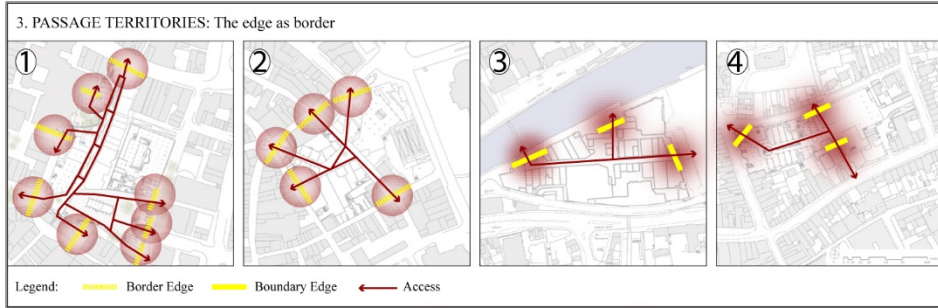 3. PASSAGE TERRITORIES: The edge as border
1 2 3 4
Legend: Border Edge Boundary Edge Access